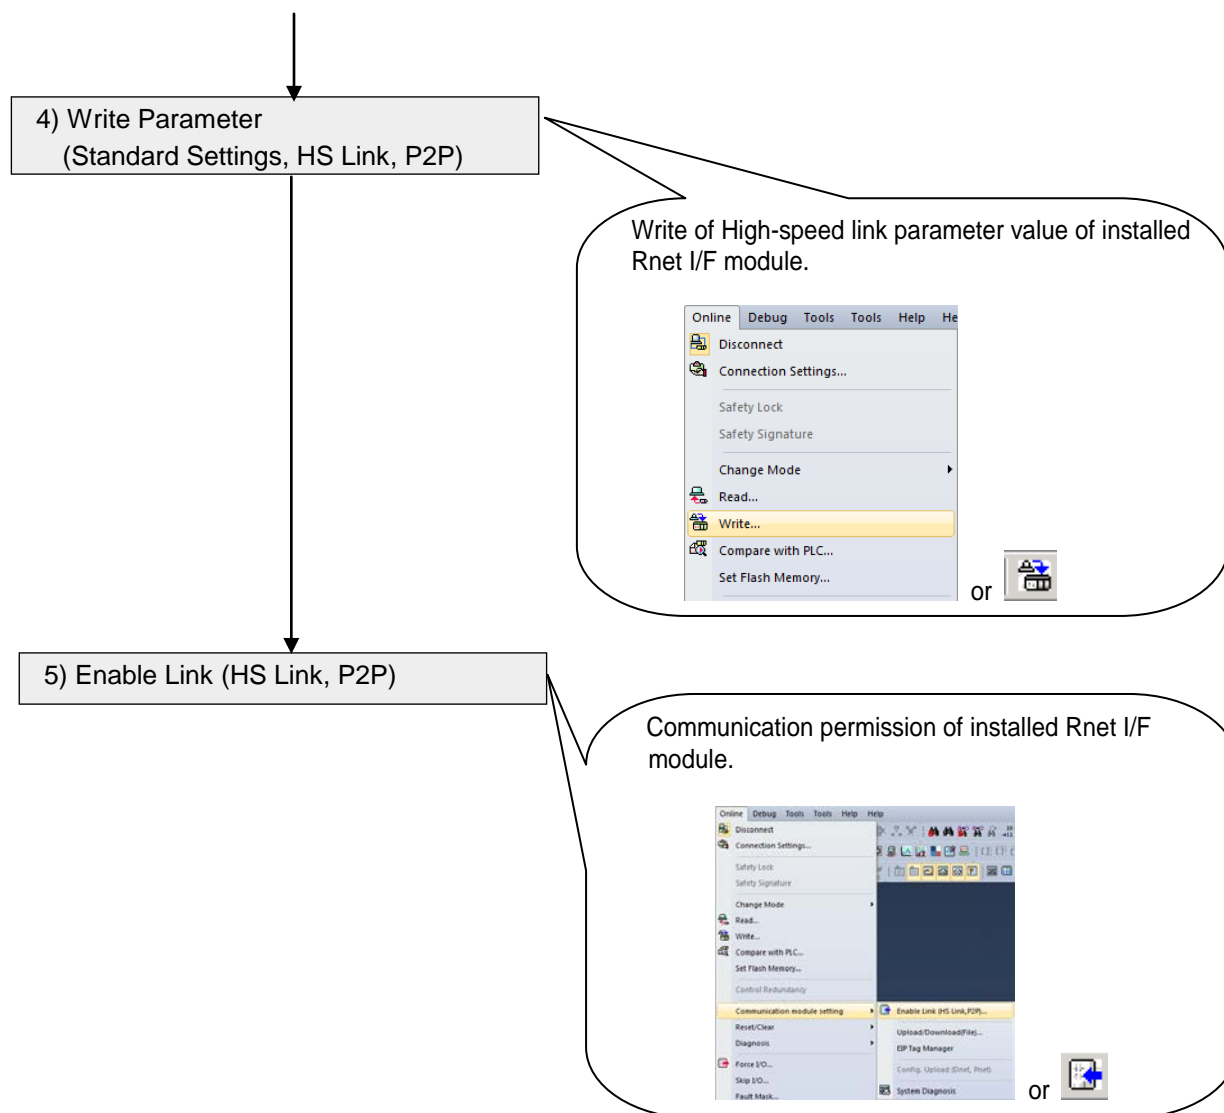 4) Write Parameter
(Standard Settings, HS Link, P2P)
Write of High-speed link parameter value of installed
Rnet I/F module.
Online Debug Tools Tools Help He
Disconnect
Connection Settings...
Safety Lock
Safety Signature
Change Mode
Read...
Write...
Compare with PLC...
Set Flash Memory...
or
5) Enable Link (HS Link, P2P)
Communication permission of installed Rnet I/F
module.
Online Debug Tools Tools Help Help
Disconnect
Connection Settings...
Safety Lock
Safety Signature
Change Mode
Read...
Write...
Compare with PLC...
Set Flash Memory...
Control Redundancy
Communication module setting
Enable Link (HS Link,P2P)...
Reset/Clear
Upload/Download(File)...
Diagnosis
EIP Tag Manager
Force I/O...
Config. Upload (Dnet, Pnet)
Skip I/O...
System Diagnosis
Fault Mask...
or